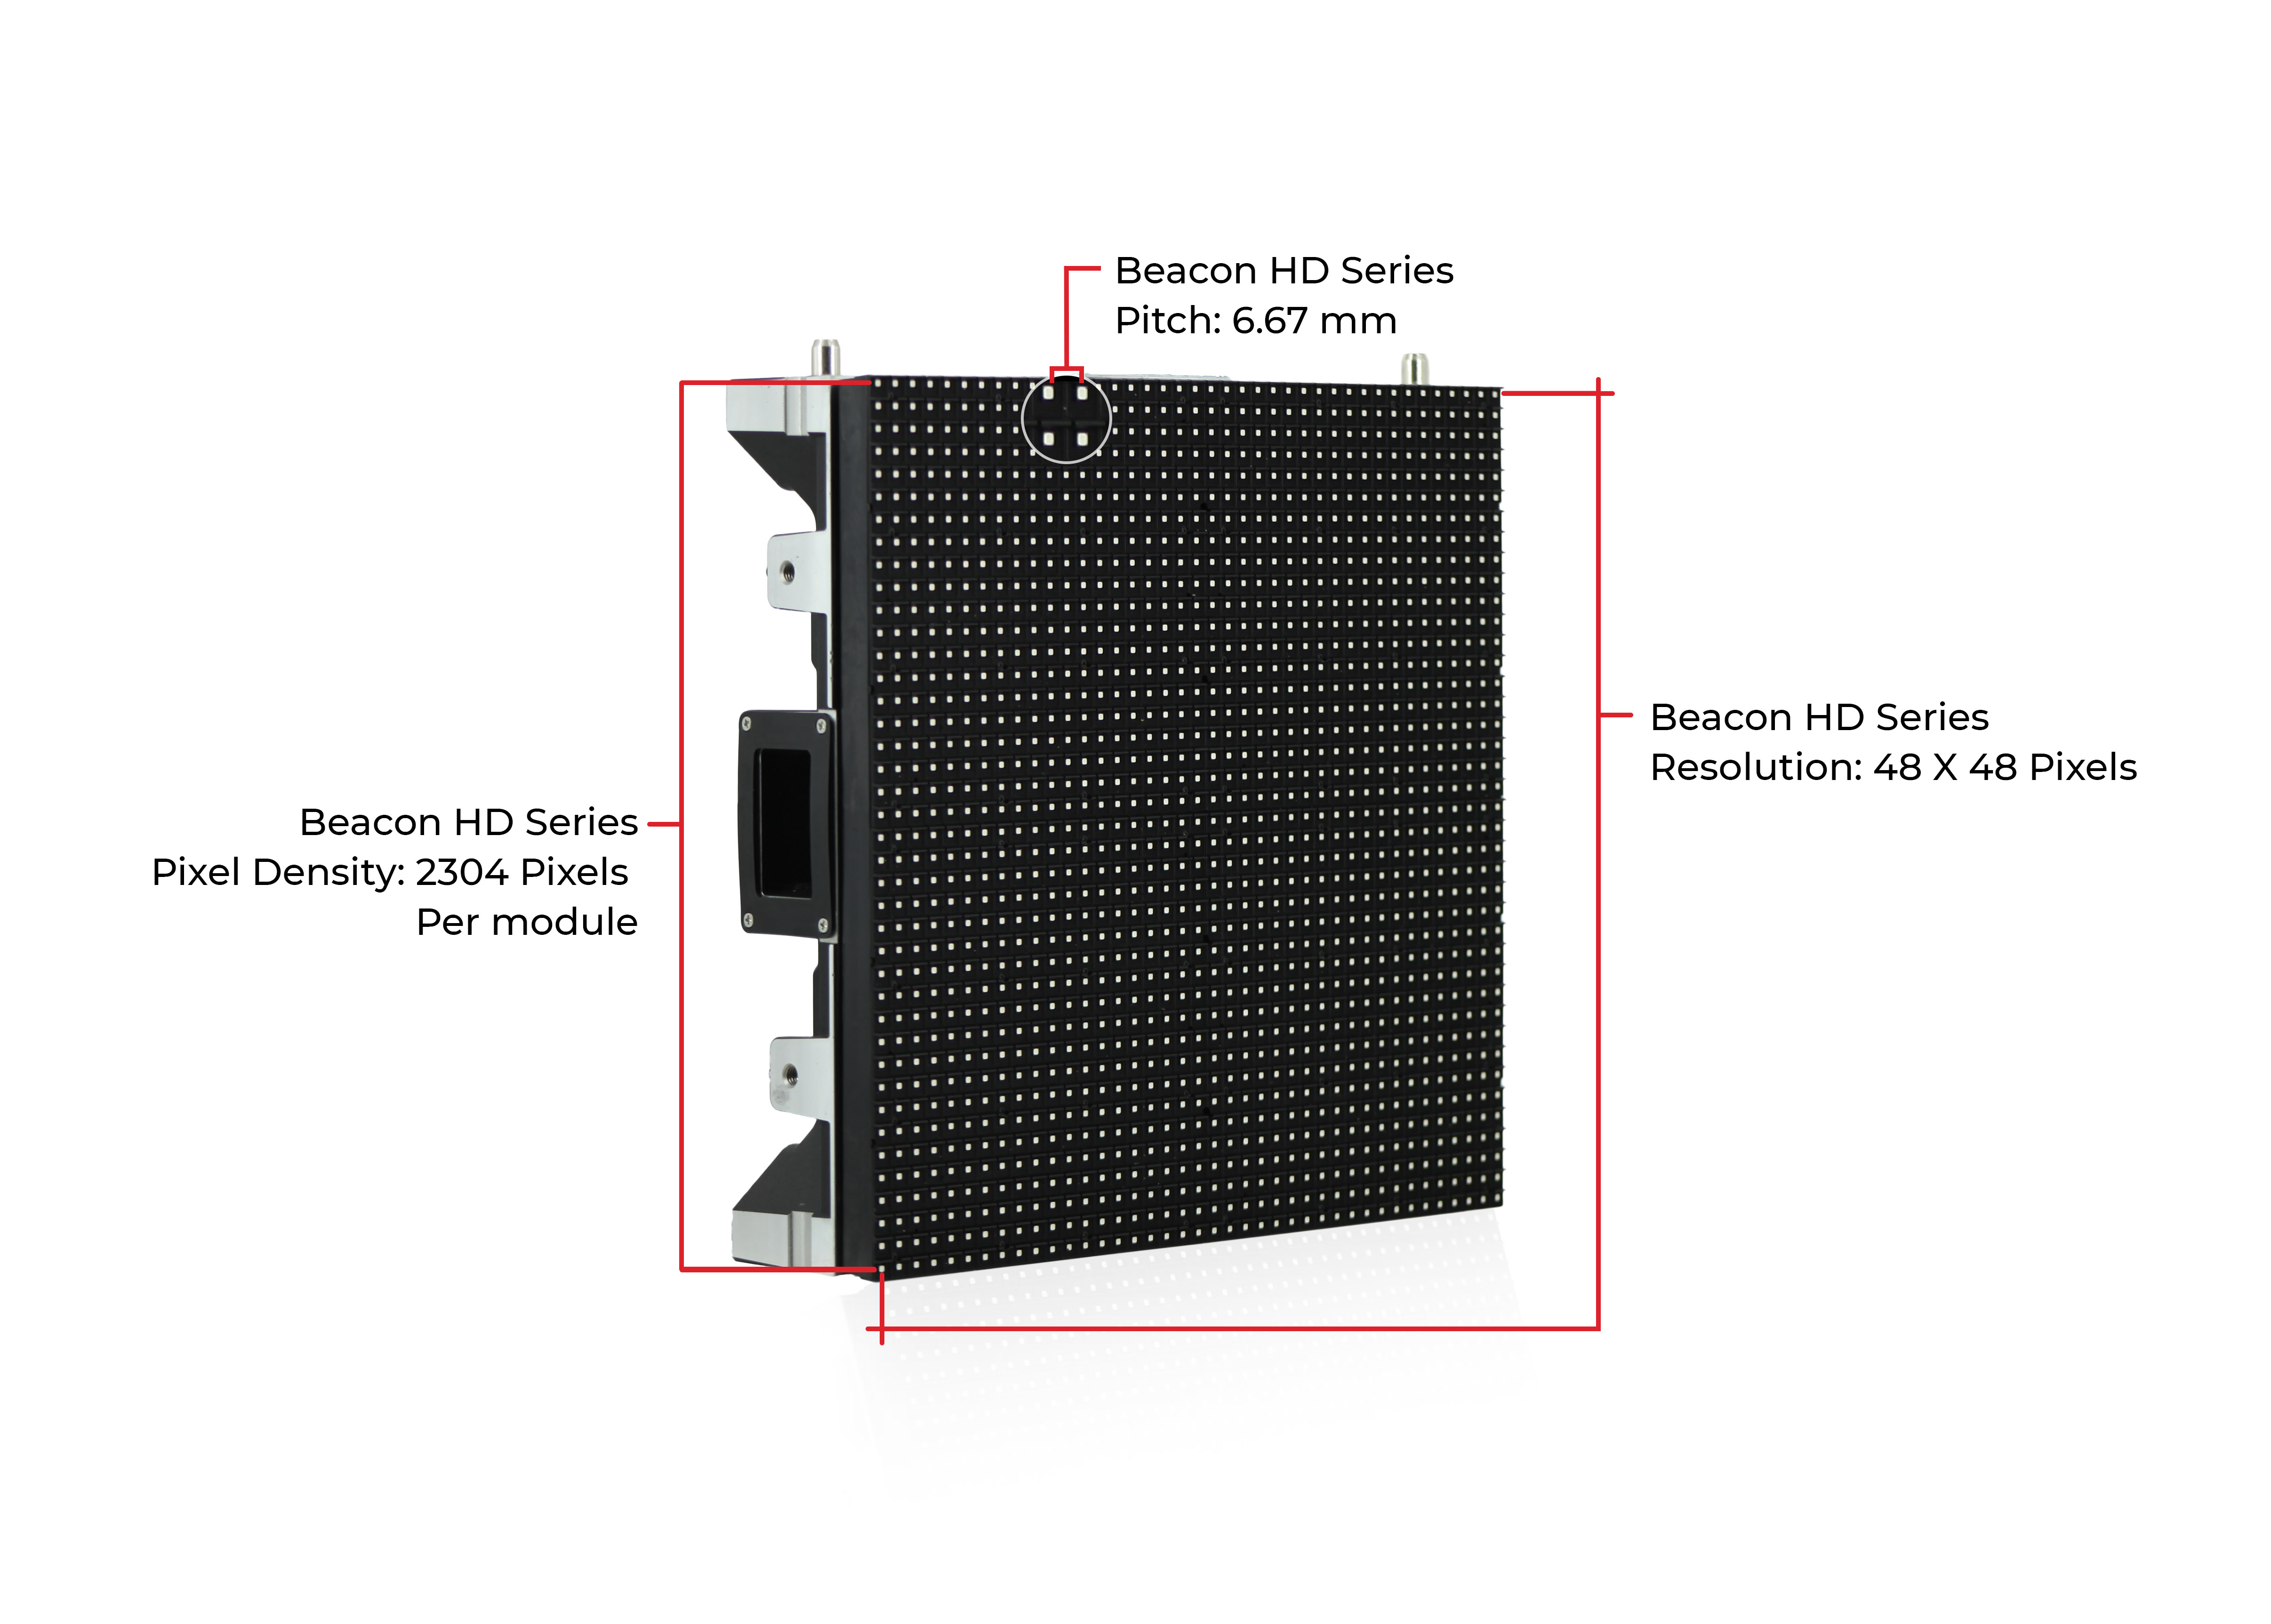 Beacon HD Series
Pitch: 6.67 mm
Beacon HD Series
Resolution: 48 X 48 Pixels
Beacon HD Series
Pixel Density: 2304 Pixels
Per module